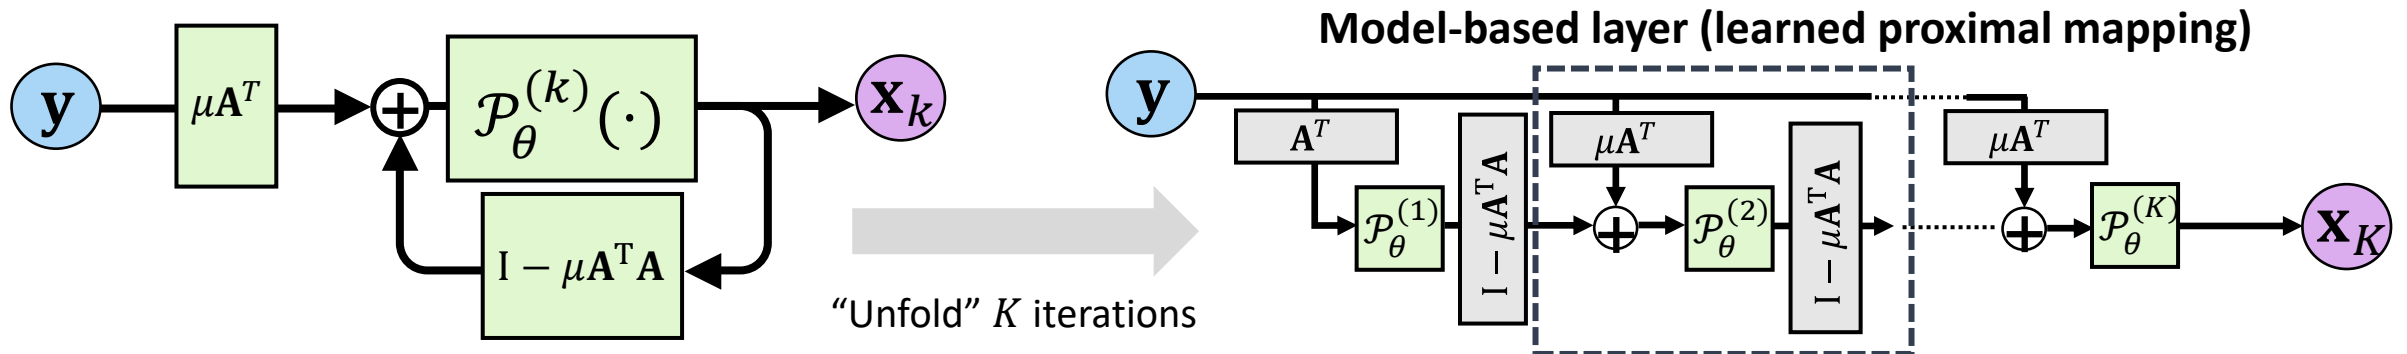 Model-based layer (learned proximal mapping)
y
μA^T
+
𝒫_θ^(k)(·)
x_k
I − μA^T A
"Unfold" K iterations
y
A^T
μA^T
μA^T
𝒫_θ^(1)
I − μA^T A
+
𝒫_θ^(2)
I − μA^T A
+
𝒫_θ^(K)
x_K